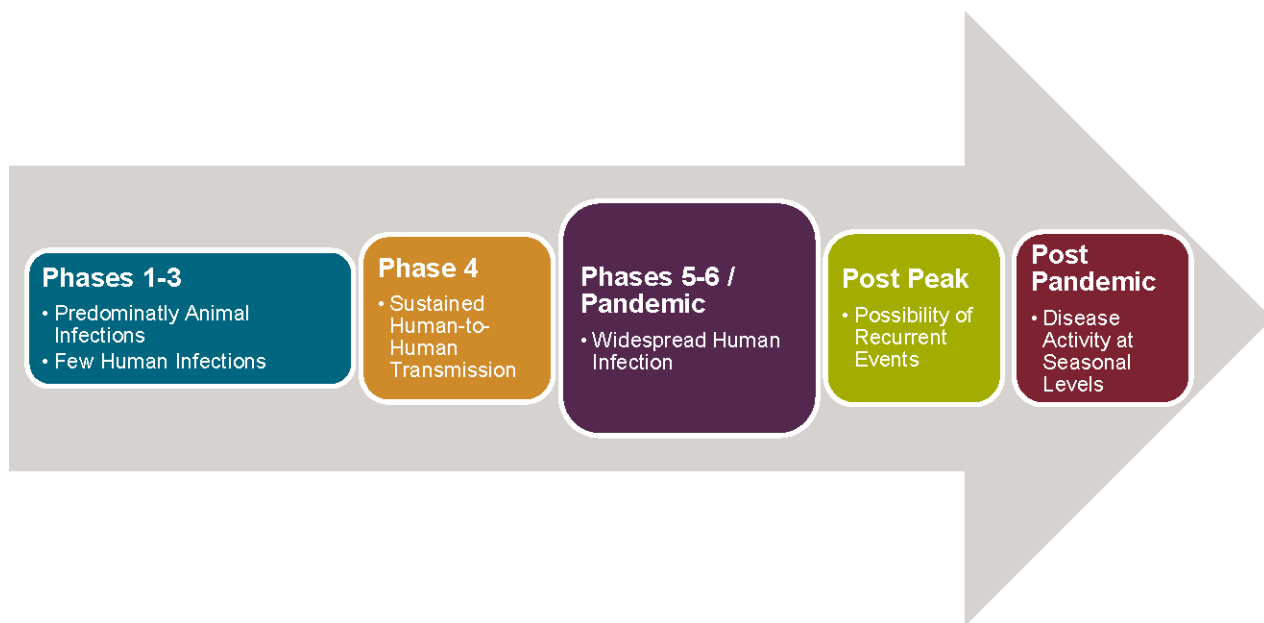 Phases 1-3
• Predominatly Animal
Infections
• Few Human Infections
Phase 4
• Sustained
Human-to-
Human
Transmission
Phases 5-6 /
Pandemic
• Widespread Human
Infection
Post Peak
• Possibility of
Recurrent
Events
Post
Pandemic
• Disease
Activity at
Seasonal
Levels